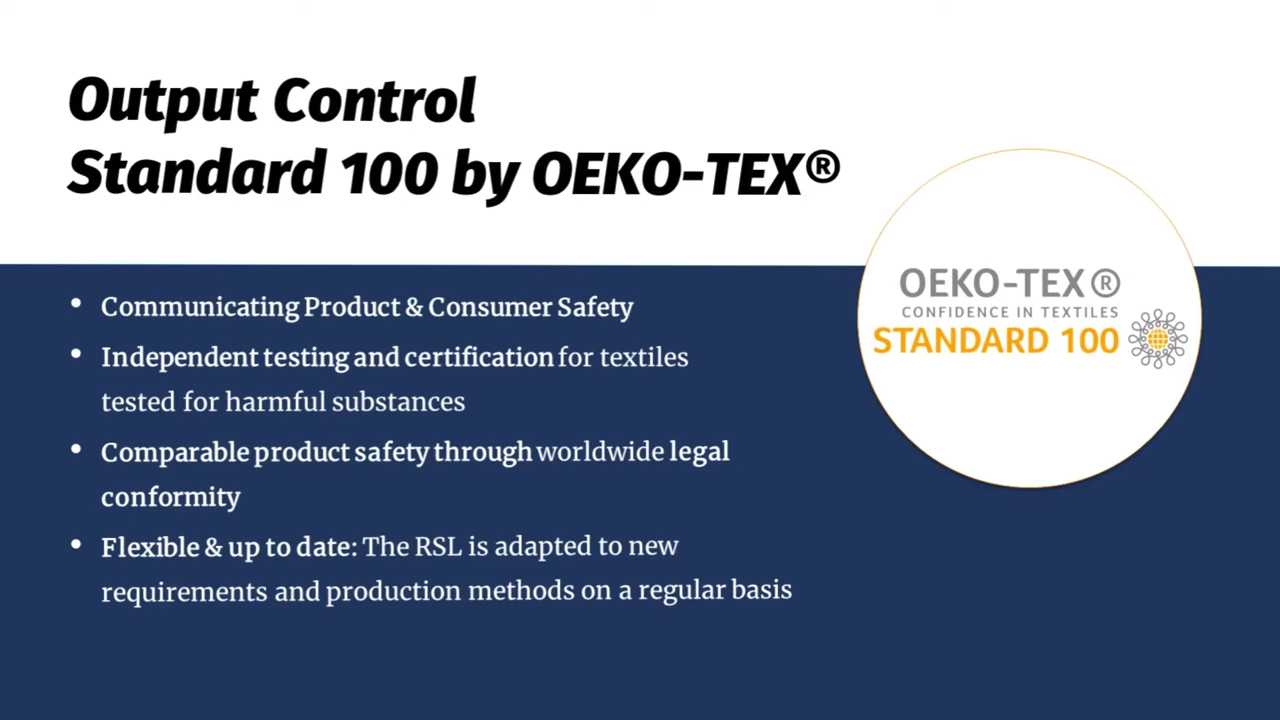 Output Control
Standard 100 by OEKO-TEX®
• Communicating Product & Consumer Safety
• Independent testing and certification for textiles
tested for harmful substances
• Comparable product safety through worldwide legal
conformity
• Flexible & up to date: The RSL is adapted to new
requirements and production methods on a regular basis
OEKO-TEX®
CONFIDENCE IN TEXTILES
STANDARD 100